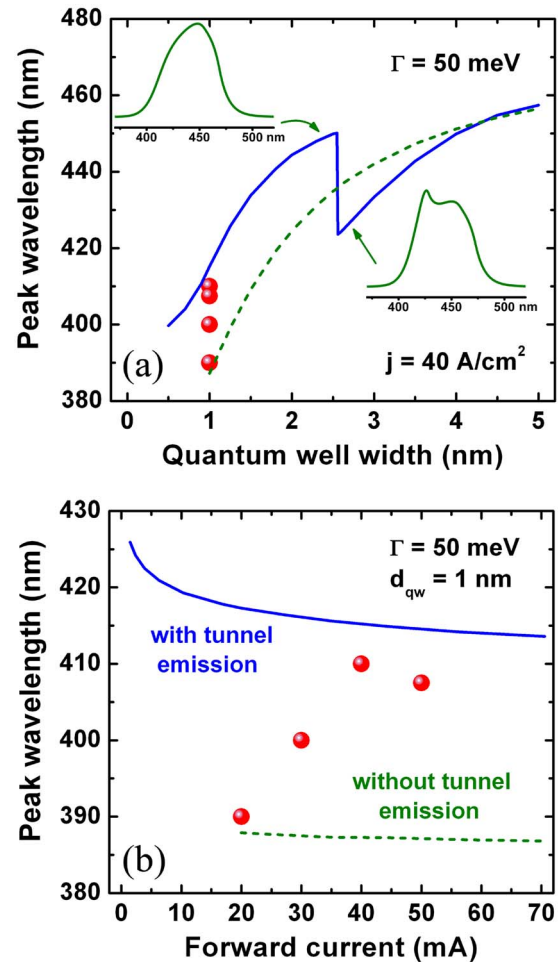 460
450
440
420
400
380
Peak wavelength (nm)
400 450 500 nm
Γ = 50 meV
400 450 500 nm
(a)
j = 40 A/cm²
0 1 2 3 4 5
Quantum well width (nm)
430
420
410
400
390
380
Peak wavelength (nm)
Γ = 50 meV
d_qw = 1 nm
with tunnel
emission
without tunnel
emission
(b)
0 10 20 30 40 50 60 70
Forward current (mA)